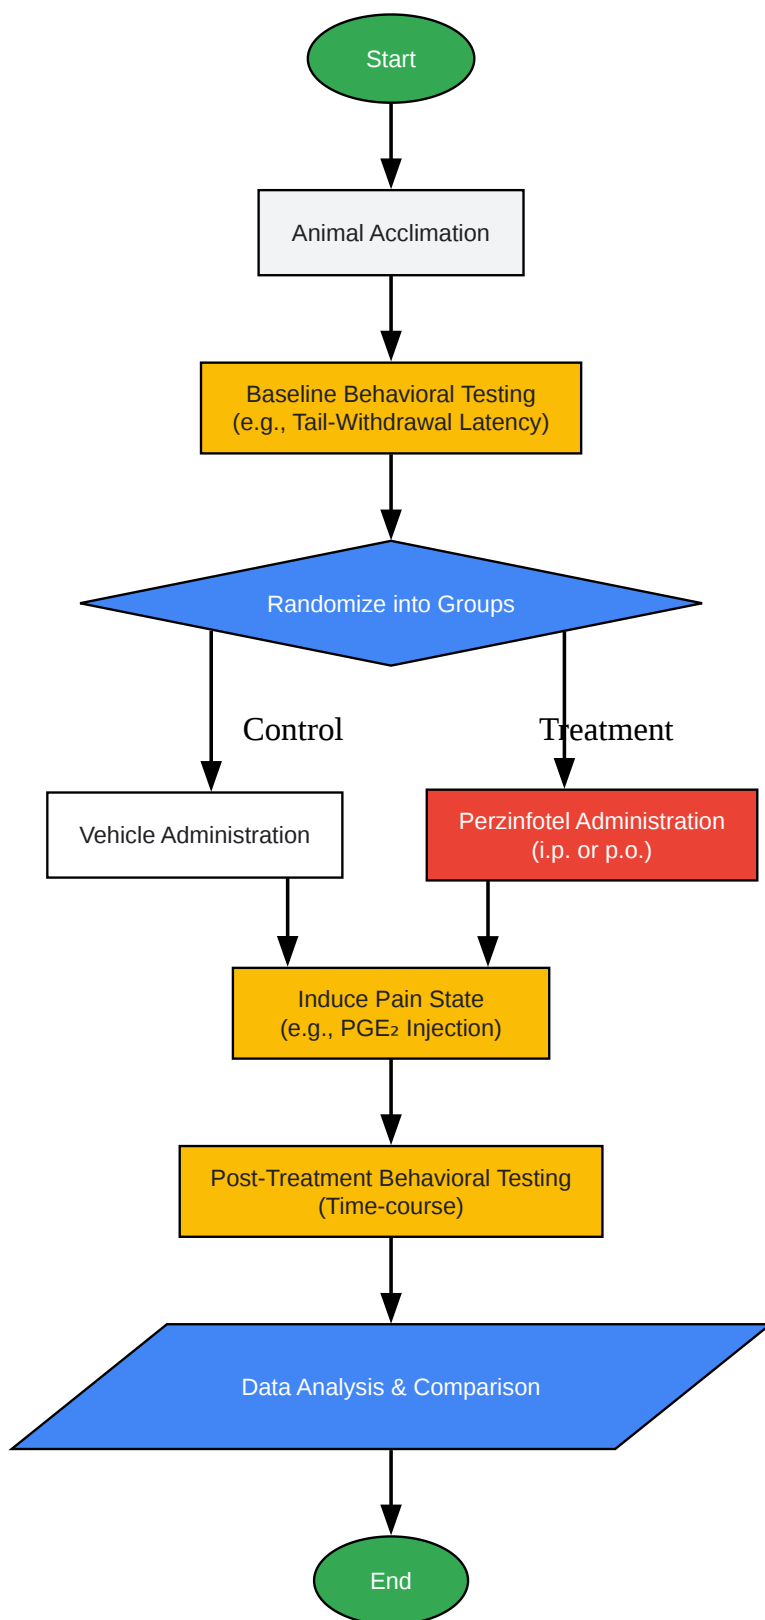 Start
Animal Acclimation
Baseline Behavioral Testing
(e.g., Tail-Withdrawal Latency)
Randomize into Groups
Control
Treatment
Vehicle Administration
Perzinfotel Administration
(i.p. or p.o.)
Induce Pain State
(e.g., PGE₂ Injection)
Post-Treatment Behavioral Testing
(Time-course)
Data Analysis & Comparison
End